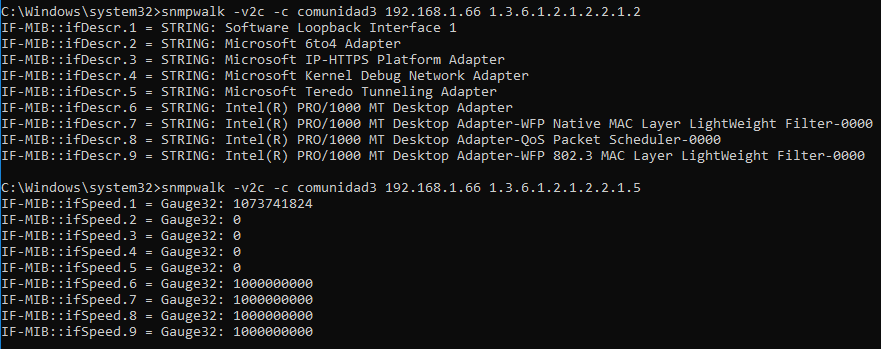 C:\Windows\system32>snmpwalk -v2c -c comunidad3 192.168.1.66 1.3.6.1.2.1.2.2.1.2
IF-MIB::ifDescr.1 = STRING: Software Loopback Interface 1
IF-MIB::ifDescr.2 = STRING: Microsoft 6to4 Adapter
IF-MIB::ifDescr.3 = STRING: Microsoft IP-HTTPS Platform Adapter
IF-MIB::ifDescr.4 = STRING: Microsoft Kernel Debug Network Adapter
IF-MIB::ifDescr.5 = STRING: Microsoft Teredo Tunneling Adapter
IF-MIB::ifDescr.6 = STRING: Intel(R) PRO/1000 MT Desktop Adapter
IF-MIB::ifDescr.7 = STRING: Intel(R) PRO/1000 MT Desktop Adapter-WFP Native MAC Layer LightWeight Filter-0000
IF-MIB::ifDescr.8 = STRING: Intel(R) PRO/1000 MT Desktop Adapter-QoS Packet Scheduler-0000
IF-MIB::ifDescr.9 = STRING: Intel(R) PRO/1000 MT Desktop Adapter-WFP 802.3 MAC Layer LightWeight Filter-0000
C:\Windows\system32>snmpwalk -v2c -c comunidad3 192.168.1.66 1.3.6.1.2.1.2.2.1.5
IF-MIB::ifSpeed.1 = Gauge32: 1073741824
IF-MIB::ifSpeed.2 = Gauge32: 0
IF-MIB::ifSpeed.3 = Gauge32: 0
IF-MIB::ifSpeed.4 = Gauge32: 0
IF-MIB::ifSpeed.5 = Gauge32: 0
IF-MIB::ifSpeed.6 = Gauge32: 1000000000
IF-MIB::ifSpeed.7 = Gauge32: 1000000000
IF-MIB::ifSpeed.8 = Gauge32: 1000000000
IF-MIB::ifSpeed.9 = Gauge32: 1000000000